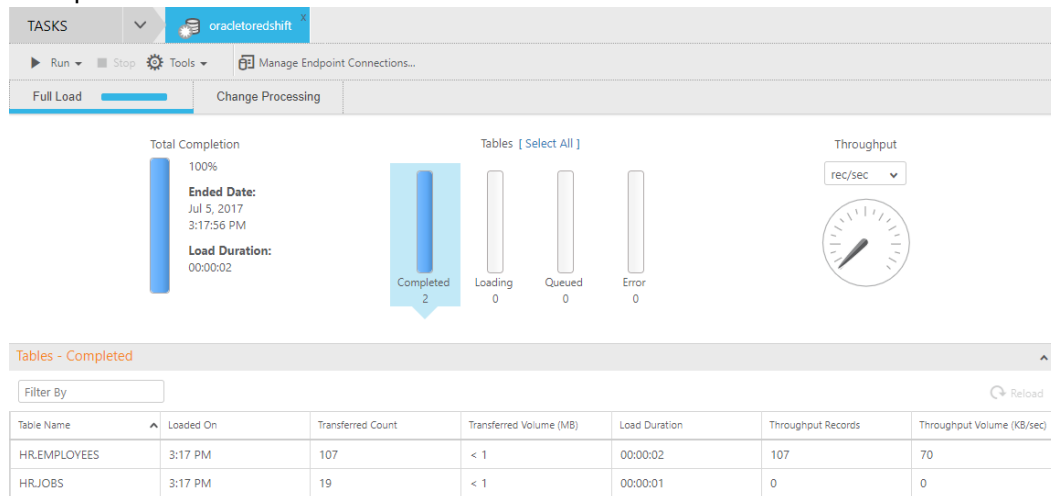 TASKS oracletoredshift x
Run Stop Tools Manage Endpoint Connections...
Full Load Change Processing
Total Completion
100%
Ended Date:
Jul 5, 2017
3:17:56 PM
Load Duration:
00:00:02
Tables [ Select All ]
Completed Loading Queued Error
2 0 0 0
Throughput
rec/sec
Tables - Completed
Filter By Reload
Table Name Loaded On Transferred Count Transferred Volume (MB) Load Duration Throughput Records Throughput Volume (KB/sec)
HR.EMPLOYEES 3:17 PM 107 < 1 00:00:02 107 70
HR.JOBS 3:17 PM 19 < 1 00:00:01 0 0